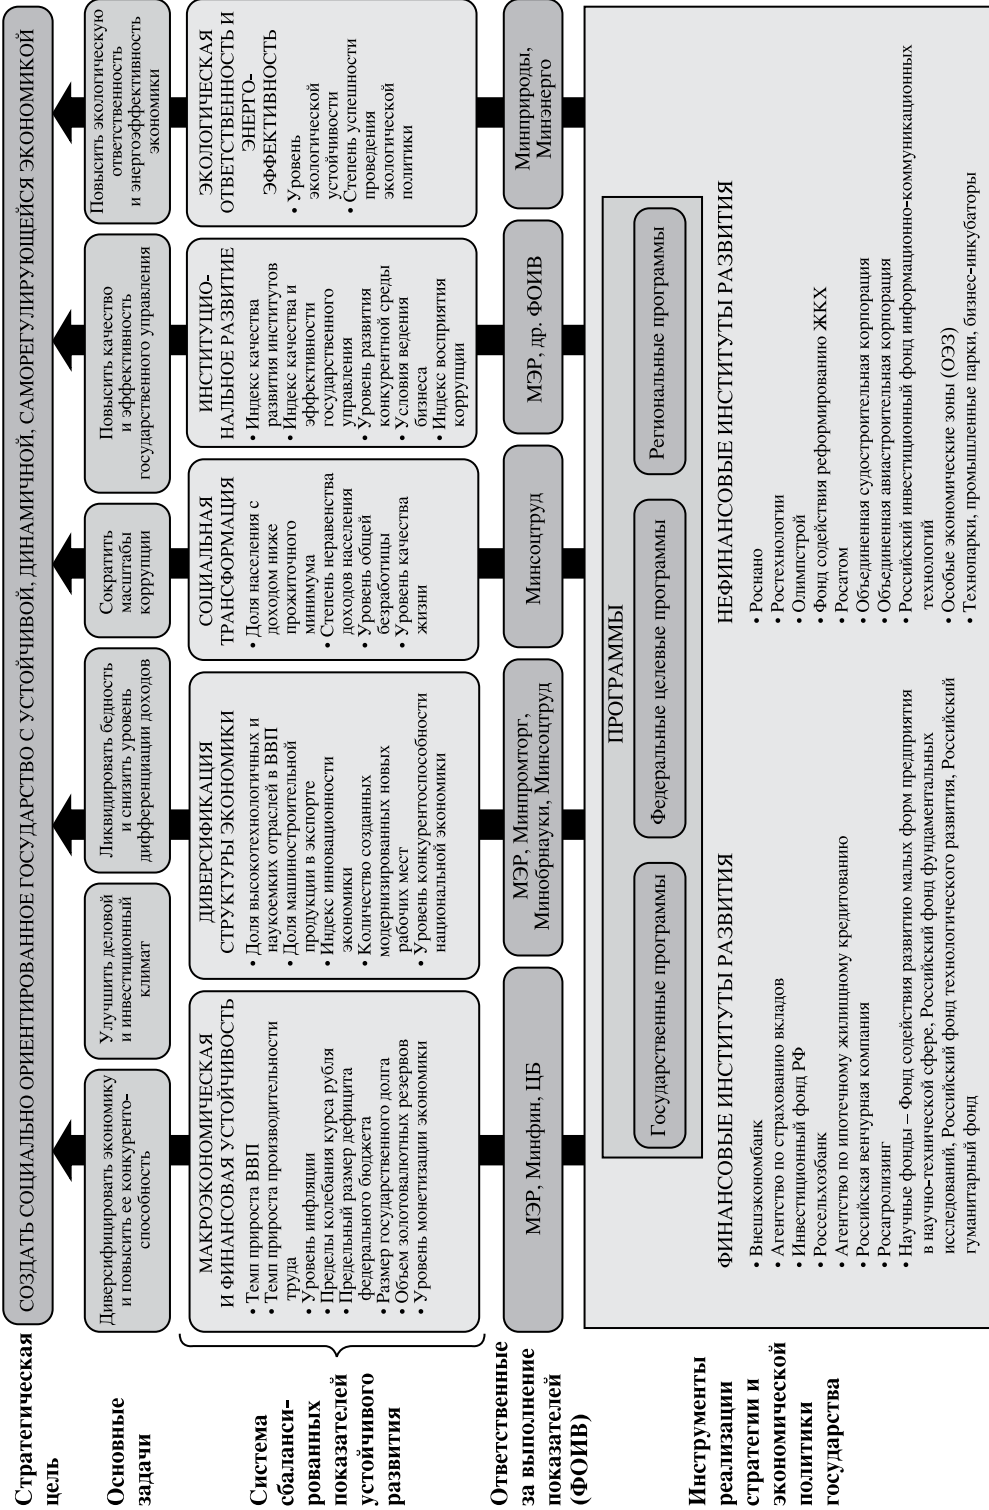 Стратегическая
цель
СОЗДАТЬ СОЦИАЛЬНО ОРИЕНТИРОВАННОЕ ГОСУДАРСТВО С УСТОЙЧИВОЙ, ДИНАМИЧНОЙ, САМОРЕГУЛИРУЮЩЕЙСЯ ЭКОНОМИКОЙ
Основные
задачи
Диверсифицировать экономику
и повысить ее конкуренто-
способность
Улучшить деловой
и инвестиционный
климат
Ликвидировать бедность
и снизить уровень
дифференциации доходов
Сократить
масштабы
коррупции
Повысить качество
и эффективность
государственного управления
Повысить экологическую
ответственность
и энергоэффективность
экономики
Система
сбаланси-
рованных
показателей
устойчивого
развития
МАКРОЭКОНОМИЧЕСКАЯ
И ФИНАНСОВАЯ УСТОЙЧИВОСТЬ
• Темп прироста ВВП
• Темп прироста производительности
труда
• Уровень инфляции
• Пределы колебания курса рубля
• Предельный размер дефицита
федерального бюджета
• Размер государственного долга
• Объем золотовалютных резервов
• Уровень монетизации экономики
ДИВЕРСИФИКАЦИЯ
СТРУКТУРЫ ЭКОНОМИКИ
• Доля высокотехнологичных и
наукоемких отраслей в ВВП
• Доля машиностроительной
продукции в экспорте
• Индекс инновационности
экономики
• Количество созданных
модернизированных новых
рабочих мест
• Уровень конкурентоспособности
национальной экономики
СОЦИАЛЬНАЯ
ТРАНСФОРМАЦИЯ
• Доля населения с
доходом ниже
прожиточного
минимума
• Степень неравенства
доходов населения
• Уровень общей
безработицы
• Уровень качества
жизни
ИНСТИТУЦИО-
НАЛЬНОЕ РАЗВИТИЕ
• Индекс качества
развития институтов
• Индекс качества и
эффективности
государственного
управления
• Уровень развития
конкурентной среды
• Условия ведения
бизнеса
• Индекс восприятия
коррупции
ЭКОЛОГИЧЕСКАЯ
ОТВЕТСТВЕННОСТЬ И
ЭНЕРГО-
ЭФФЕКТИВНОСТЬ
• Уровень
экологической
устойчивости
• Степень успешности
проведения
экологической
политики
Ответственные
за выполнение
показателей
(ФОИВ)
МЭР, Минфин, ЦБ
МЭР, Минпромторг,
Минобрнауки, Минсоцтруд
Минсоцтруд
МЭР, др. ФОИВ
Минприроды,
Минэнерго
Инструменты
реализации
стратегии и
экономической
политики
государства
ПРОГРАММЫ
Государственные программы
Федеральные целевые программы
Региональные программы
ФИНАНСОВЫЕ ИНСТИТУТЫ РАЗВИТИЯ
• Внешэкономбанк
• Агентство по страхованию вкладов
• Инвестиционный фонд РФ
• Россельхозбанк
• Агентство по ипотечному жилищному кредитованию
• Российская венчурная компания
• Росагролизинг
• Научные фонды – Фонд содействия развитию малых форм предприятия
в научно-технической сфере, Российский фонд фундаментальных
исследований, Российский фонд технологического развития, Российский
гуманитарный фонд
НЕФИНАНСОВЫЕ ИНСТИТУТЫ РАЗВИТИЯ
• Роснано
• Ростехнологии
• Олимпстрой
• Фонд содействия реформированию ЖКХ
• Росатом
• Объединенная судостроительная корпорация
• Объединенная авиастроительная корпорация
• Российский инвестиционный фонд информационно-коммуникационных
технологий
• Особые экономические зоны (ОЭЗ)
• Технопарки, промышленные парки, бизнес-инкубаторы